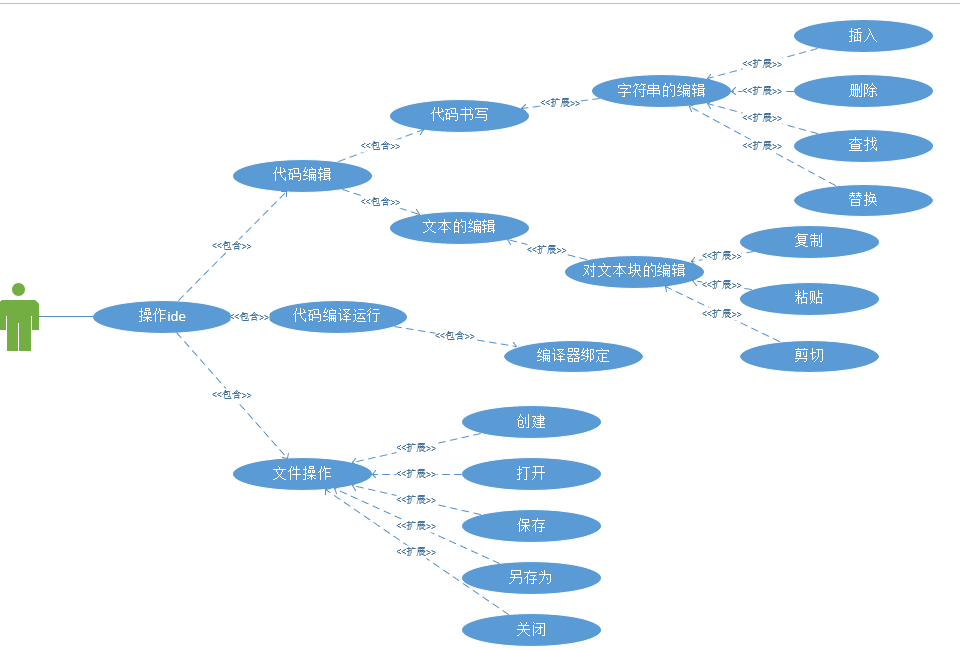 插入
<<扩展>>
字符串的编辑
<<扩展>>
删除
<<扩展>>
代码书写
<<扩展>>
查找
<<包含>>
<<扩展>>
代码编辑
替换
<<包含>>
文本的编辑
复制
<<包含>>
<<扩展>>
<<扩展>>
对文本块的编辑
<<扩展>>
粘贴
操作ide
<<包含>>
代码编译运行
<<扩展>>
<<包含>>
编译器绑定
剪切
<<包含>>
创建
<<扩展>>
文件操作
<<扩展>>
打开
<<扩展>>
保存
<<扩展>>
<<扩展>>
另存为
关闭